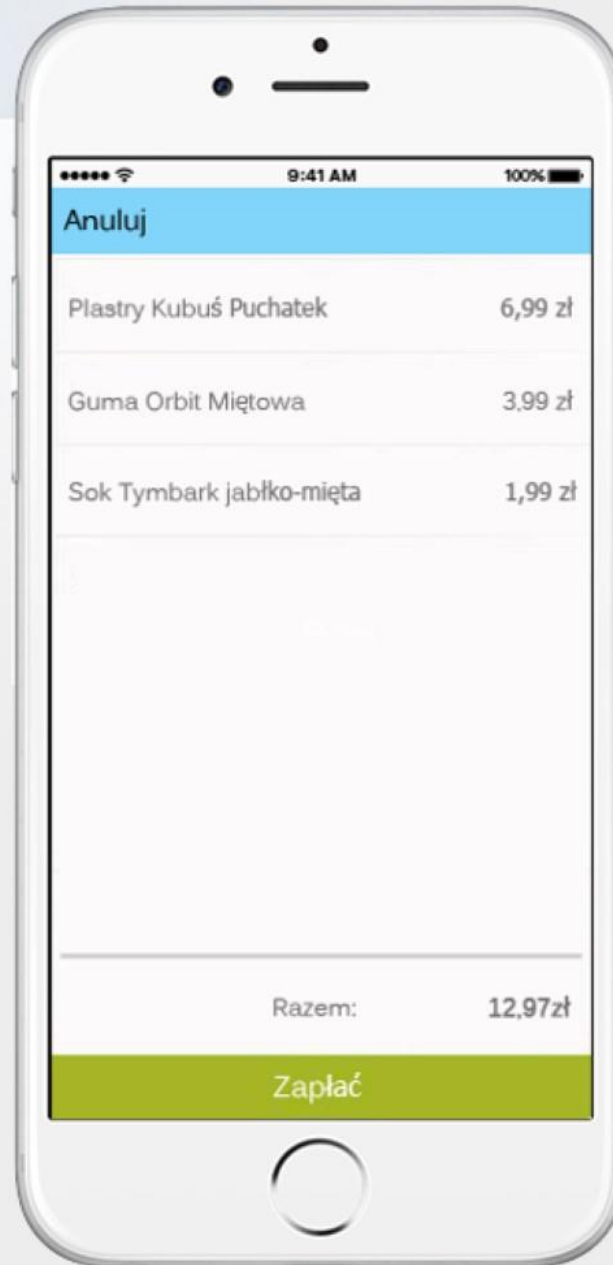 9:41 AM 100%
Anuluj
Plastry Kubuś Puchatek 6,99 zł
Guma Orbit Miętowa 3,99 zł
Sok Tymbark jabłko-mięta 1,99 zł
Razem: 12,97zł
Zapłać